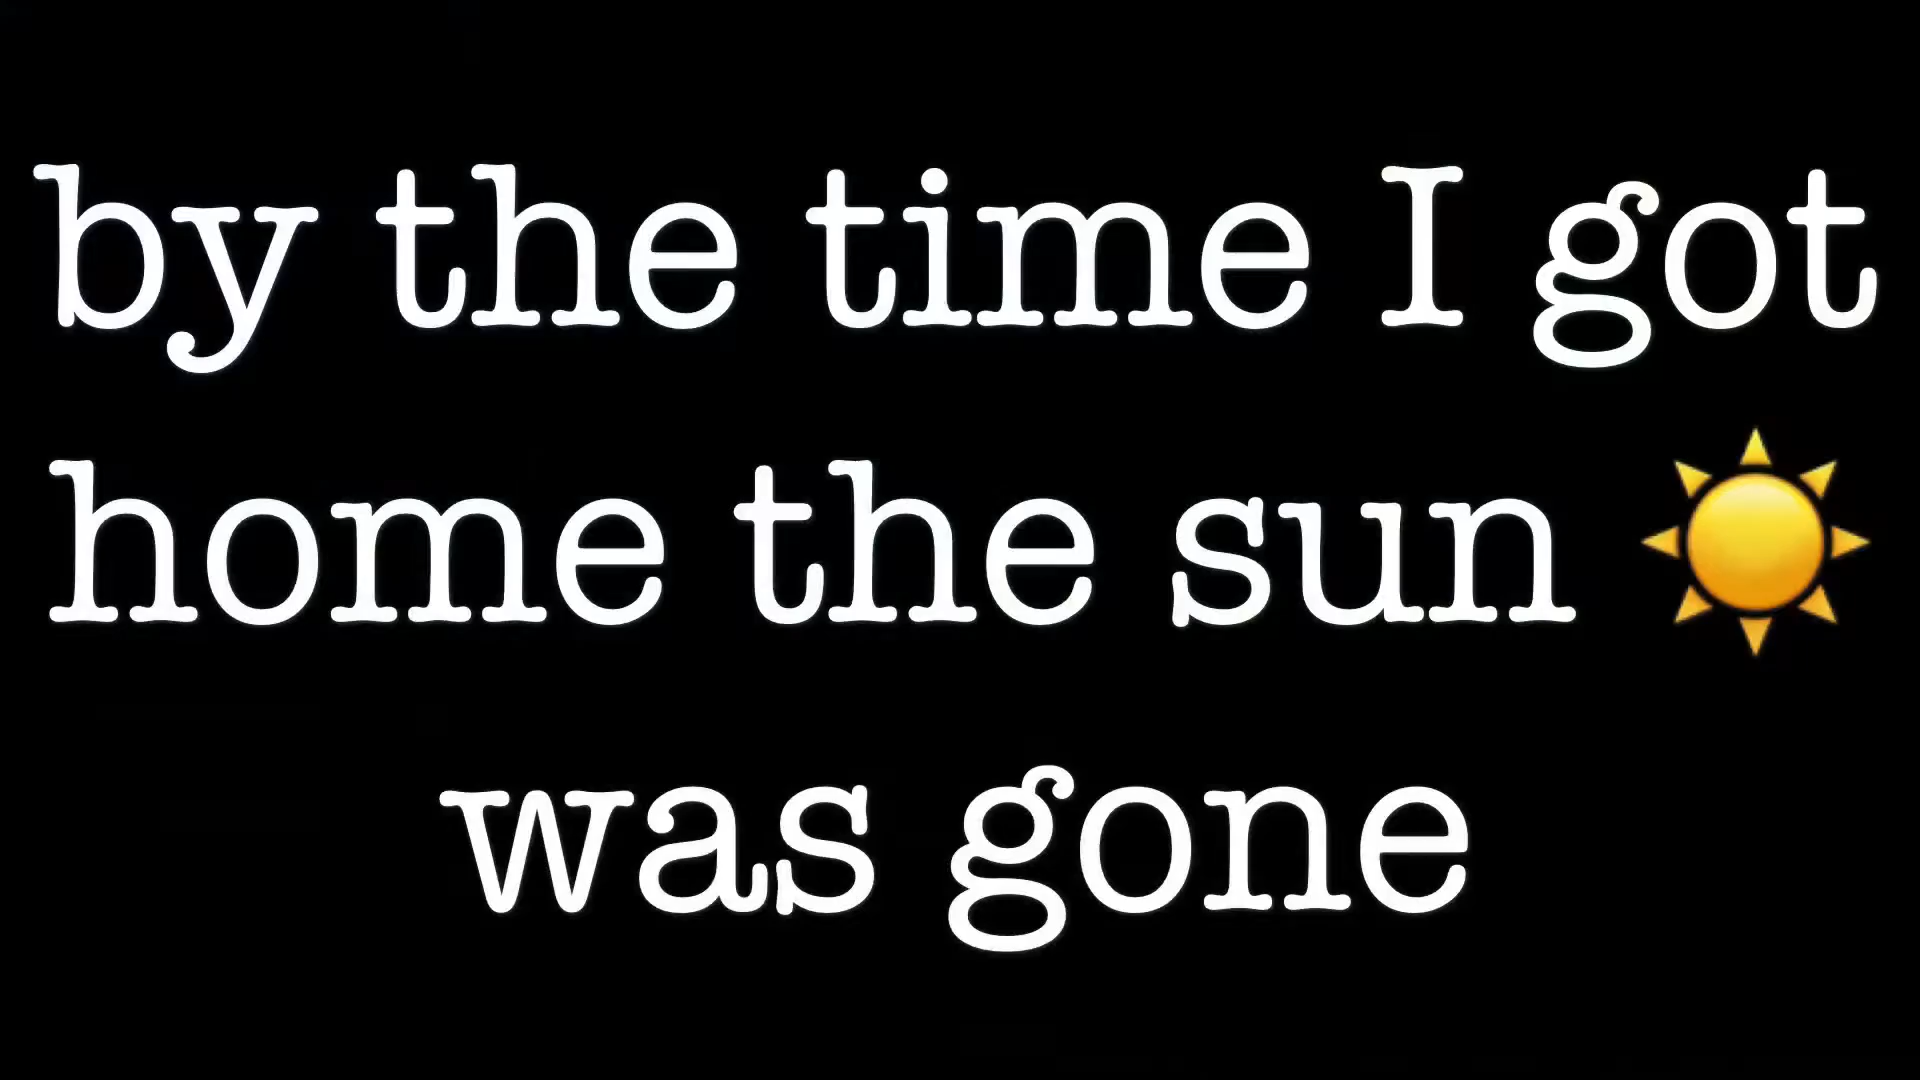 by the time I got
home the sun ☀️
was gone